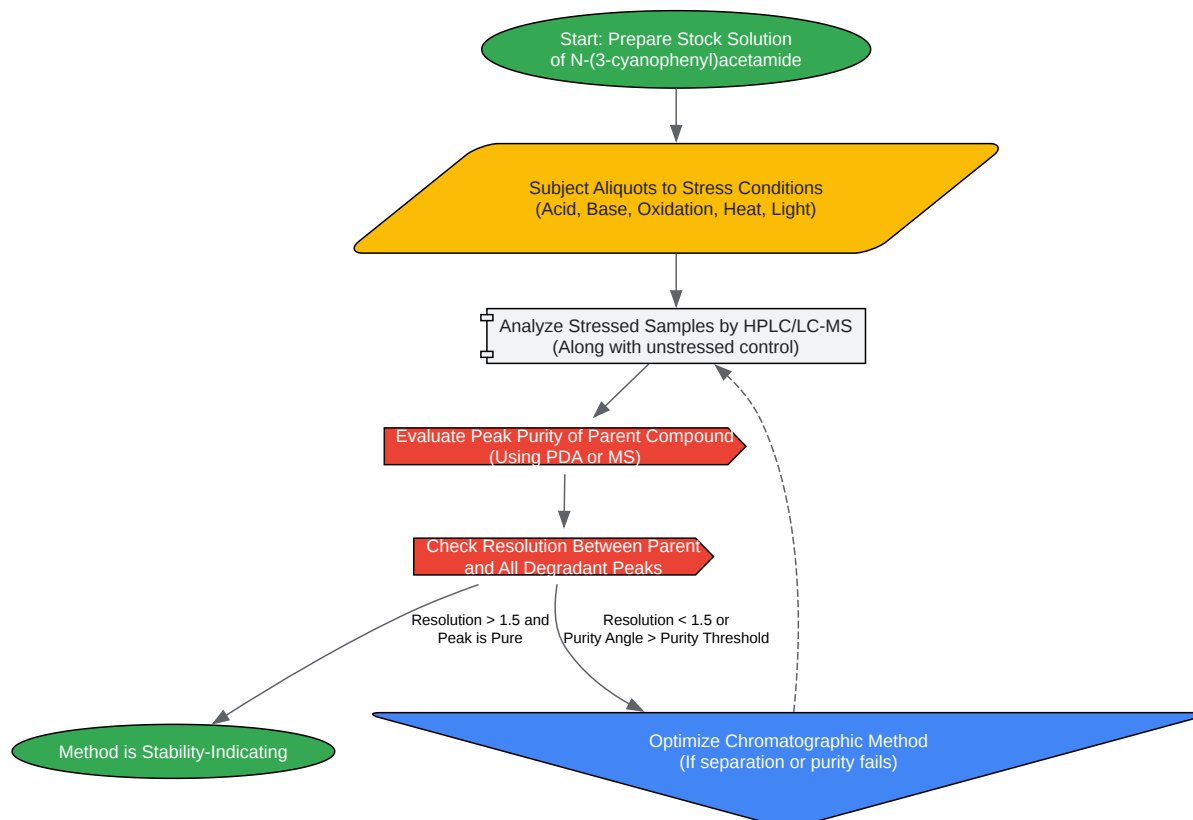 Start: Prepare Stock Solution
of N-(3-cyanophenyl)acetamide
Subject Aliquots to Stress Conditions
(Acid, Base, Oxidation, Heat, Light)
Analyze Stressed Samples by HPLC/LC-MS
(Along with unstressed control)
Evaluate Peak Purity of Parent Compound
(Using PDA or MS)
Check Resolution Between Parent
and All Degradant Peaks
Resolution > 1.5 and
Peak is Pure
Resolution < 1.5 or
Purity Angle > Purity Threshold
Method is Stability-Indicating
Optimize Chromatographic Method
(If separation or purity fails)